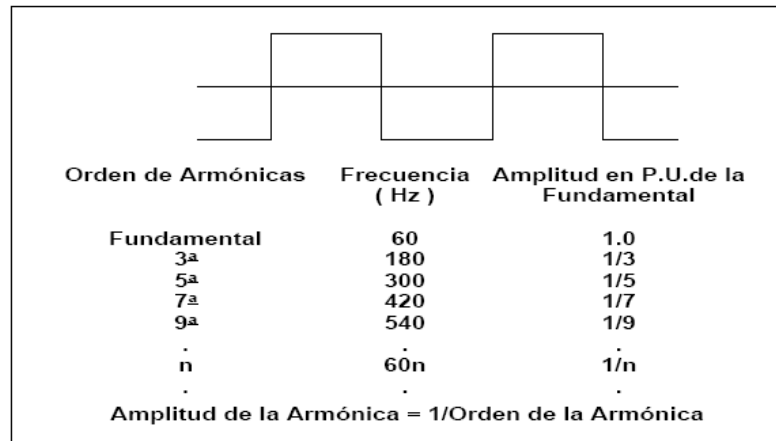 Orden de Armónicas Frecuencia Amplitud en P.U.de la
( Hz ) Fundamental
Fundamental 60 1.0
3ª 180 1/3
5ª 300 1/5
7ª 420 1/7
9ª 540 1/9
. . .
n 60n 1/n
. . .
Amplitud de la Armónica = 1/Orden de la Armónica